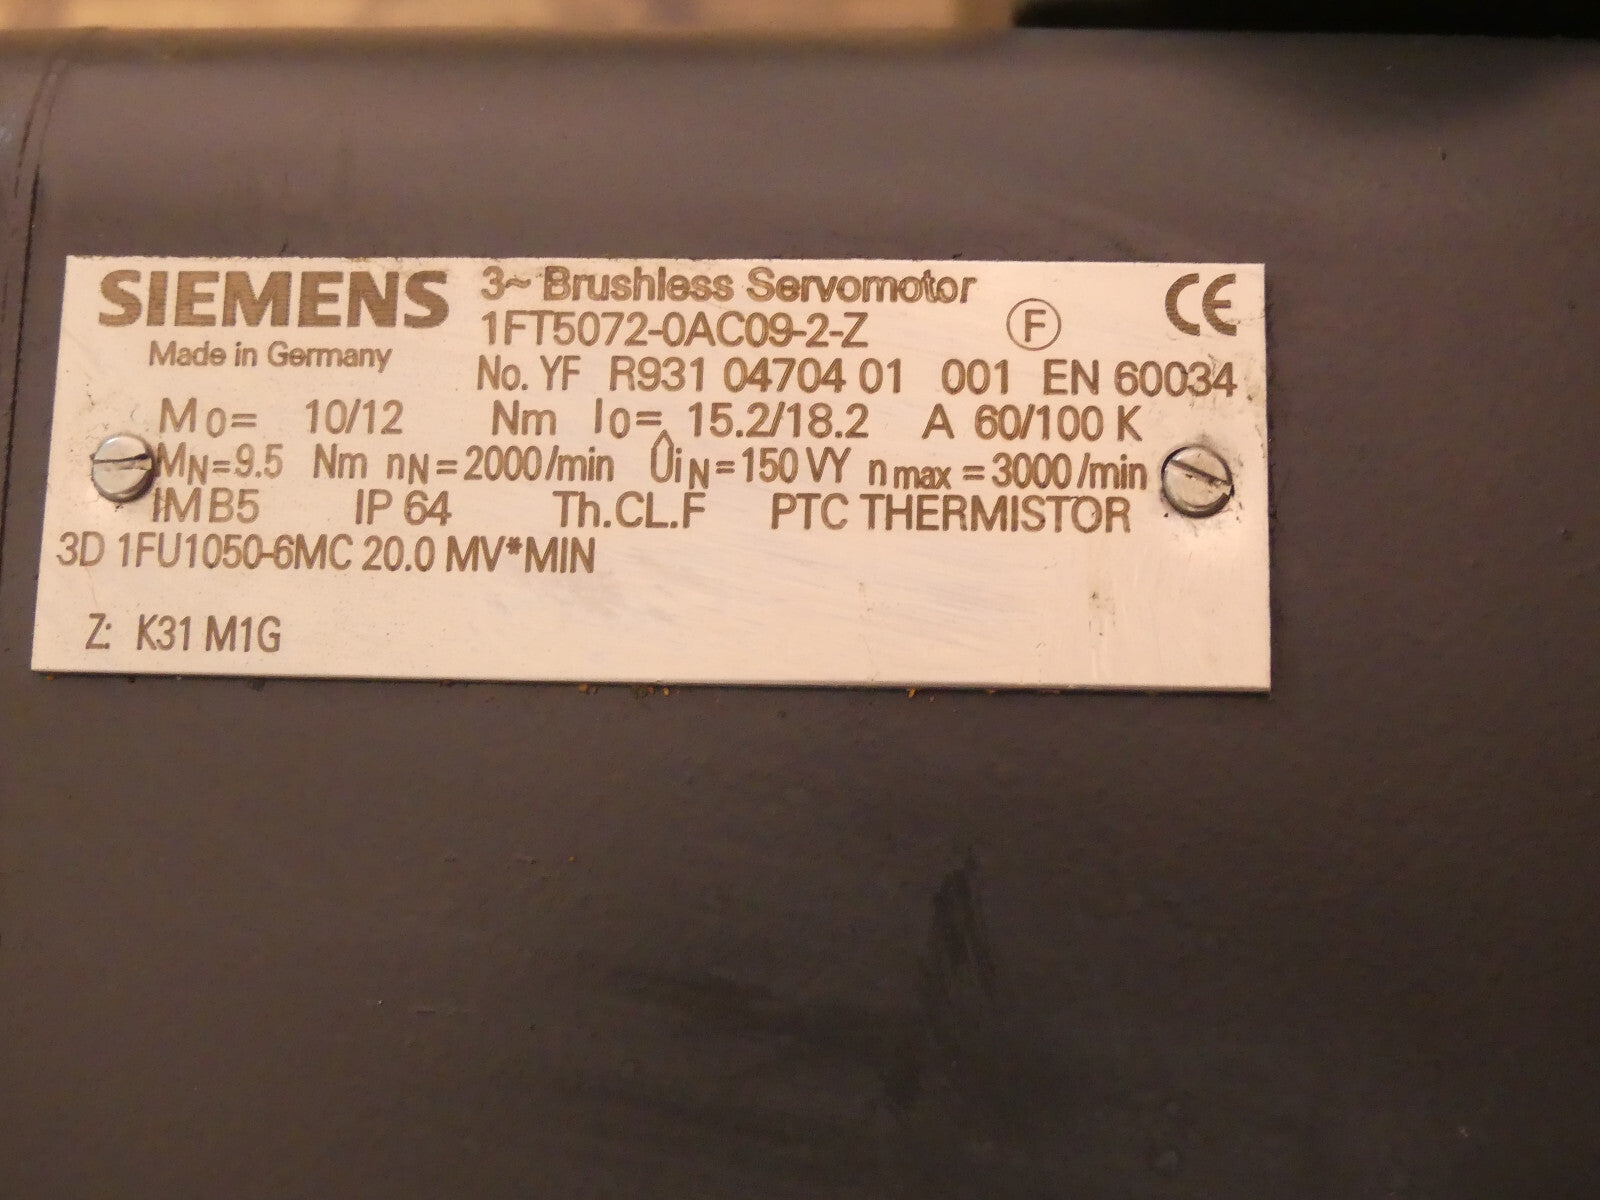 SIEMENS 3~ Brushless Servomotor CE
1FT5072-0AC09-2-Z F
Made in Germany
No. YF R931 04704 01 001 EN 60034
M0= 10/12 Nm I0= 15.2/18.2 A 60/100 K
MN=9.5 Nm nN=2000/min ÛiN=150 VY nmax=3000/min
IM B5 IP 64 Th.CL.F PTC THERMISTOR
3D 1FU1050-6MC 20.0 MV*MIN
Z: K31 M1G